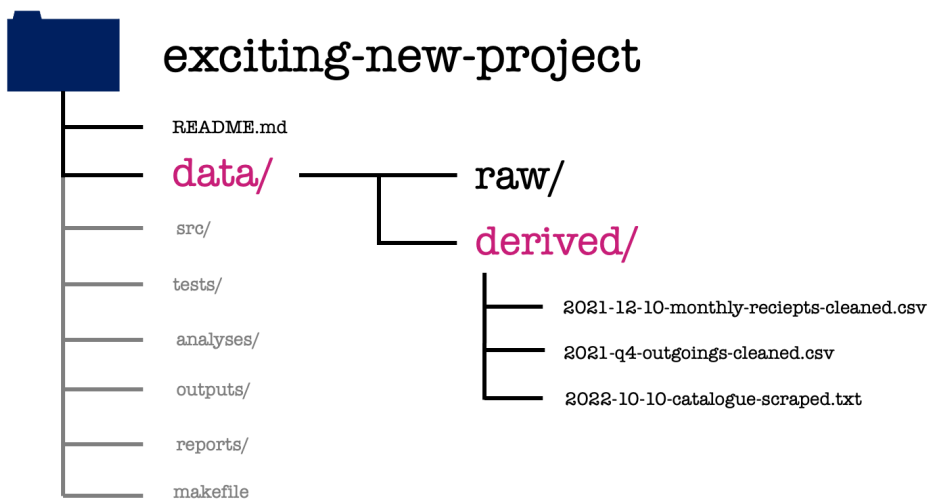 exciting-new-project
README.md
data/
raw/
derived/
2021-12-10-monthly-reciepts-cleaned.csv
2021-q4-outgoings-cleaned.csv
2022-10-10-catalogue-scraped.txt
src/
tests/
analyses/
outputs/
reports/
makefile